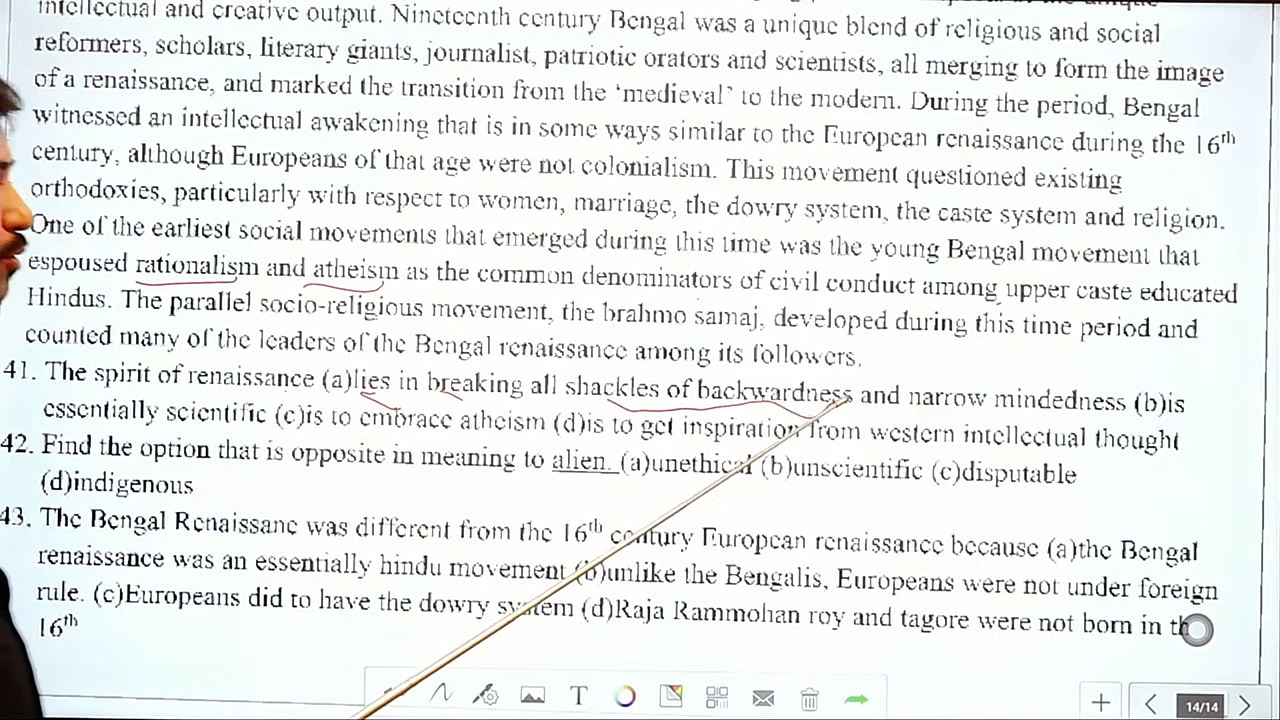 intellectual and creative output. Nineteenth century Bengal was a unique blend of religious and social
reformers, scholars, literary giants, journalist, patriotic orators and scientists, all merging to form the image
of a renaissance, and marked the transition from the 'medieval' to the modern. During the period, Bengal
witnessed an intellectual awakening that is in some ways similar to the European renaissance during the 16th
century, although Europeans of that age were not colonialism. This movement questioned existing
orthodoxies, particularly with respect to women, marriage, the dowry system, the caste system and religion.
One of the earliest social movements that emerged during this time was the young Bengal movement that
espoused rationalism and atheism as the common denominators of civil conduct among upper caste educated
Hindus. The parallel socio-religious movement, the brahmo samaj, developed during this time period and
counted many of the leaders of the Bengal renaissance among its followers.
41. The spirit of renaissance (a)lies in breaking all shackles of backwardness and narrow mindedness (b)is
essentially scientific (c)is to embrace atheism (d)is to get inspiration from western intellectual thought
42. Find the option that is opposite in meaning to alien. (a)unethical (b)unscientific (c)disputable
(d)indigenous
43. The Bengal Renaissanc was different from the 16th century European renaissance because (a)the Bengal
renaissance was an essentially hindu movement (b)unlike the Bengalis, Europeans were not under foreign
rule. (c)Europeans did to have the dowry system (d)Raja Rammohan roy and tagore were not born in th
16th
14/14